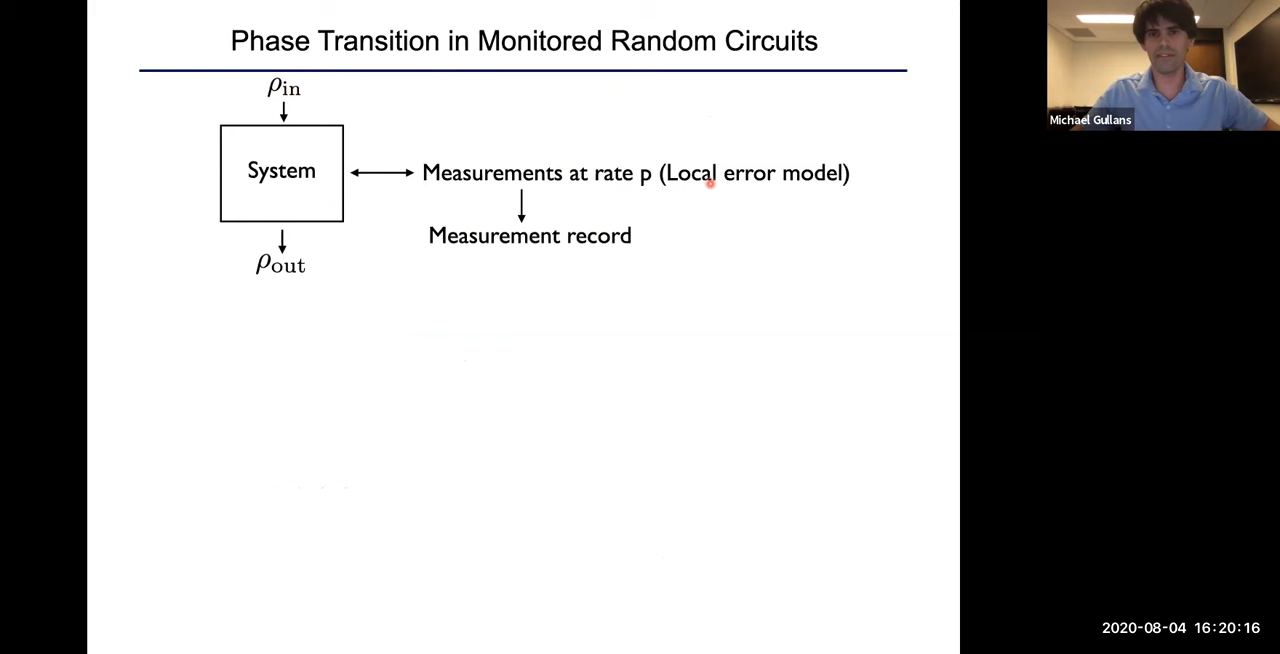 Phase Transition in Monitored Random Circuits
ρin
System
Measurements at rate p (Local error model)
Measurement record
ρout
Michael Gullans
2020-08-04 16:20:16